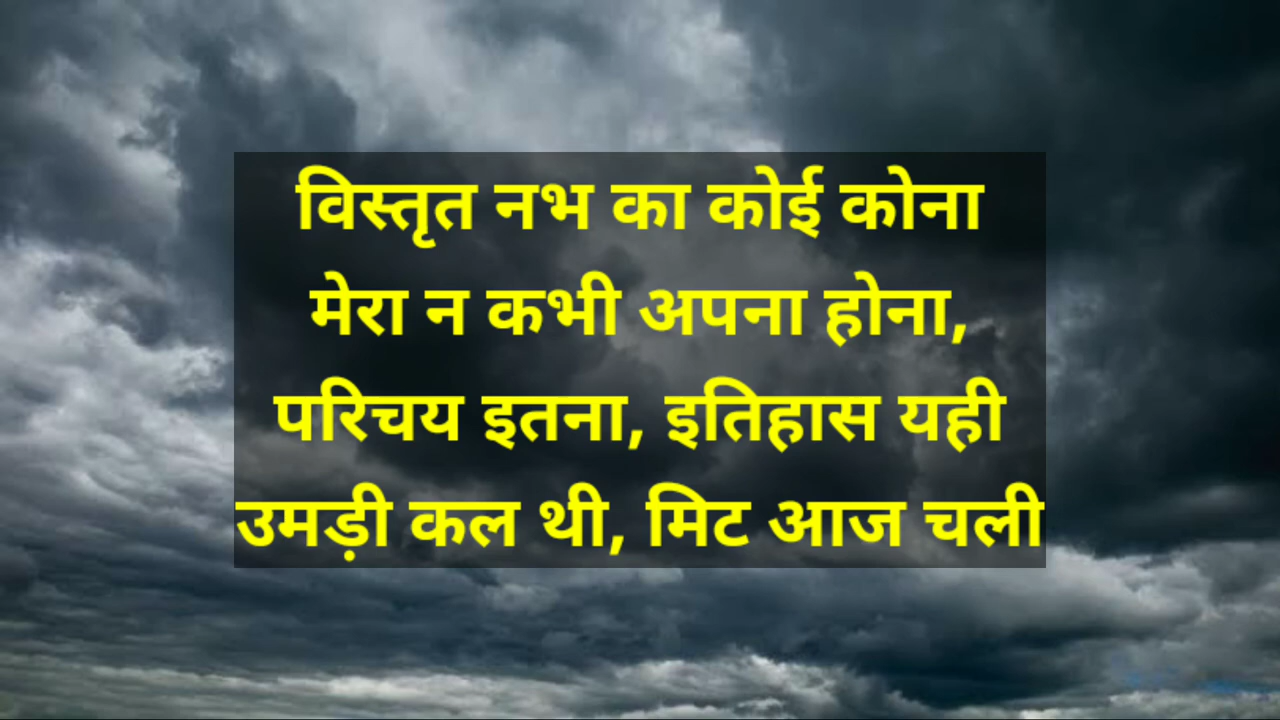 विस्तृत नभ का कोई कोना
मेरा न कभी अपना होना,
परिचय इतना, इतिहास यही
उमड़ी कल थी, मिट आज चली